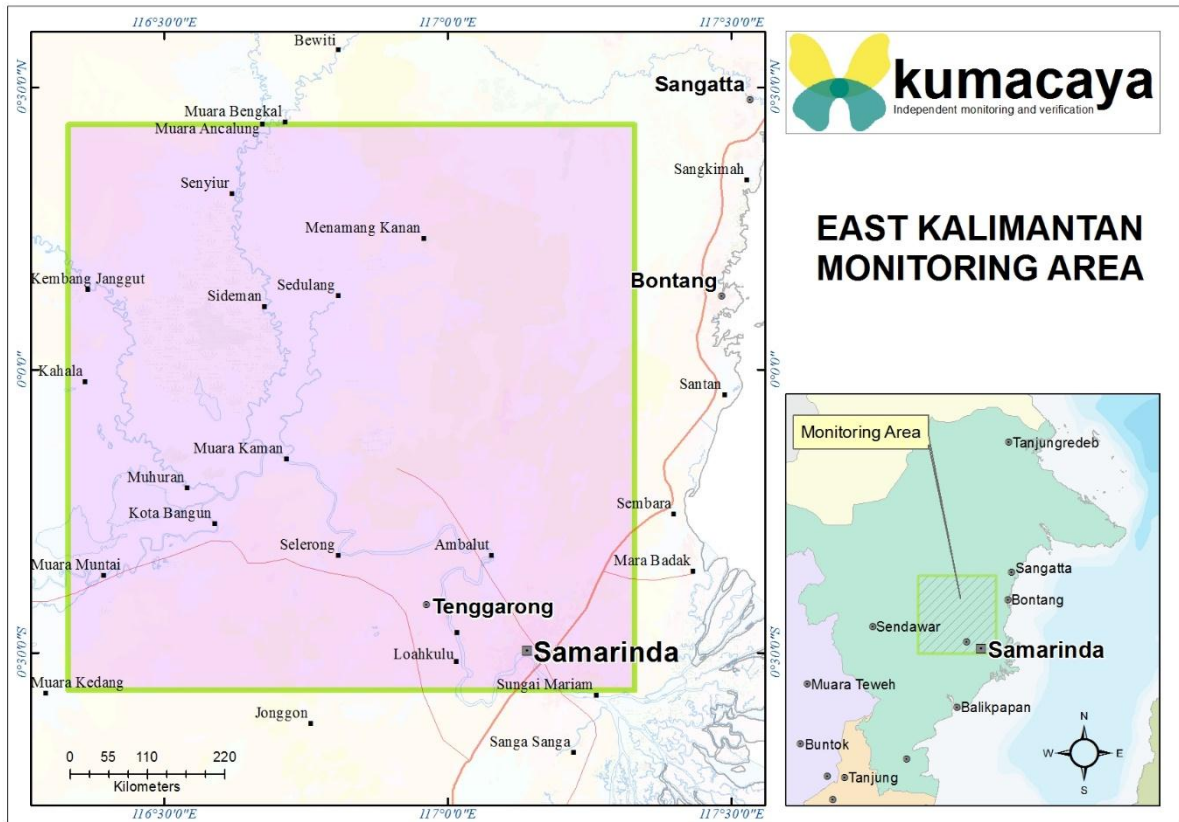 116°30'0"E
117°0'0"E
117°30'0"E
Bewiti
0°30'0"N
0°30'0"N
Sangatta
Muara Bengkal
Muara Ancalung
Sangkimah
Senyiur
Menamang Kanan
Kembang Janggut
Sedulang
Bontang
Sideman
0°0'0"
0°0'0"
Kahala
Santan
Muara Kaman
Muhuran
Sembara
Kota Bangun
Selerong
Ambalut
Muara Muntai
Mara Badak
Tenggarong
Samarinda
0°30'0"S
0°30'0"S
Loahkulu
Muara Kedang
Sungai Mariam
Jonggon
Sanga Sanga
0 55 110 220
Kilometers
116°30'0"E
117°0'0"E
117°30'0"E
kumacaya
Independent monitoring and verification
EAST KALIMANTAN
MONITORING AREA
Monitoring Area
Tanjungredeb
Sangatta
Bontang
Sendawar
Samarinda
Muara Teweh
Balikpapan
Buntok
Tanjung
N
W E
S